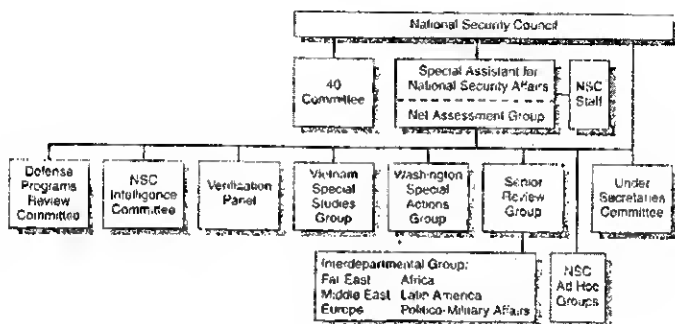 National Security Council
40
Committee
Special Assistant for
National Security Affairs
Net Assessment Group
NSC
Staff
Defense
Programs
Review
Committee
NSC
Intelligence
Committee
Verification
Panel
Vietnam
Special
Studies
Group
Washington
Special
Actions
Group
Senior
Review
Group
Under
Secretaries
Committee
Interdepartmental Group:
Far East Africa
Middle East Latin America
Europe Politico-Military Affairs
NSC
Ad Hoc
Groups